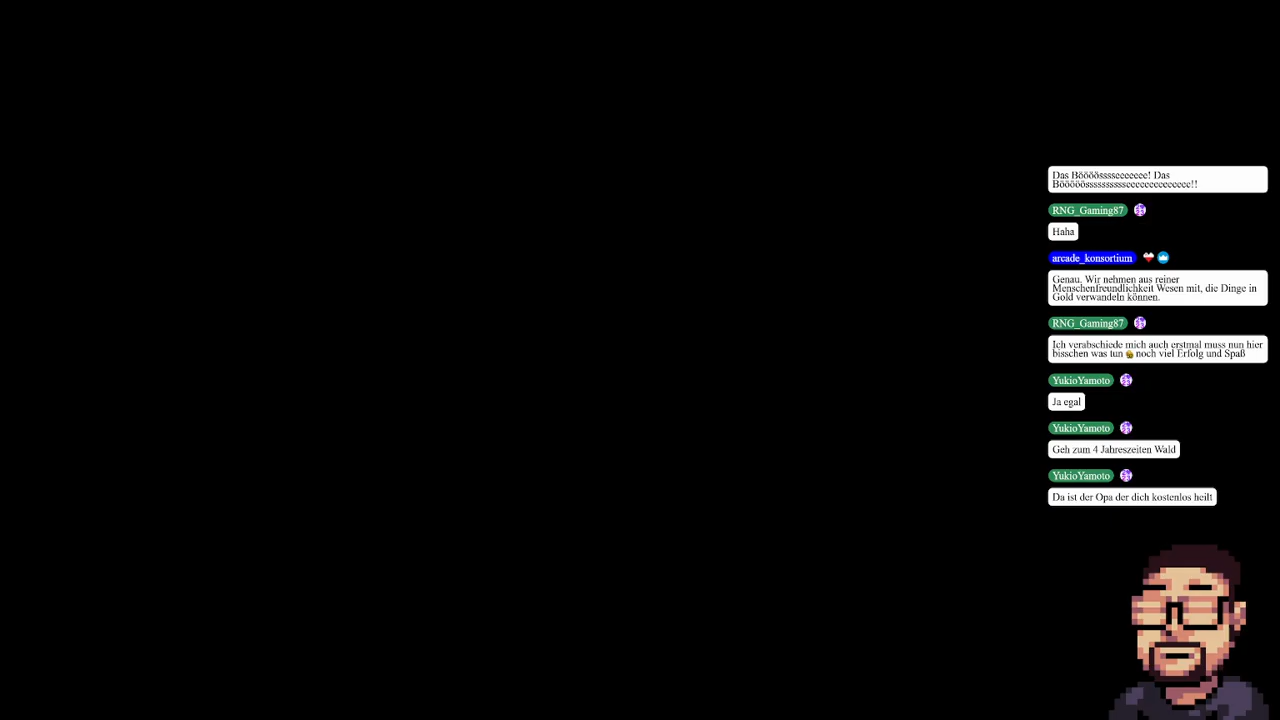 Das Böööösssseeeeeee! Das
Bööööössssssssssseeeeeeeeeeeeee!!
RNG_Gaming87
Haha
arcade_konsortium
Genau. Wir nehmen aus reiner
Menschenfreundlichkeit Wesen mit, die Dinge in
Gold verwandeln können.
RNG_Gaming87
Ich verabschiede mich auch erstmal muss nun hier
bisschen was tun noch viel Erfolg und Spaß
YukioYamoto
Ja egal
YukioYamoto
Geh zum 4 Jahreszeiten Wald
YukioYamoto
Da ist der Opa der dich kostenlos heilt